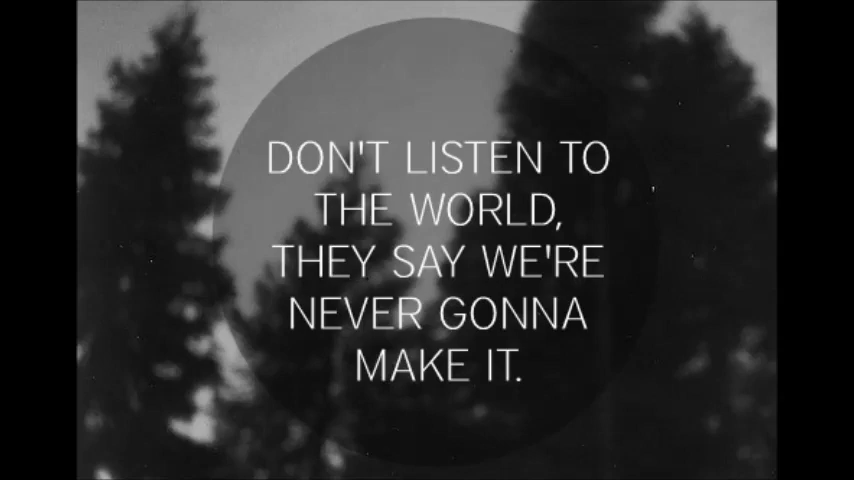 DON'T LISTEN TO
THE WORLD,
THEY SAY WE'RE
NEVER GONNA
MAKE IT.